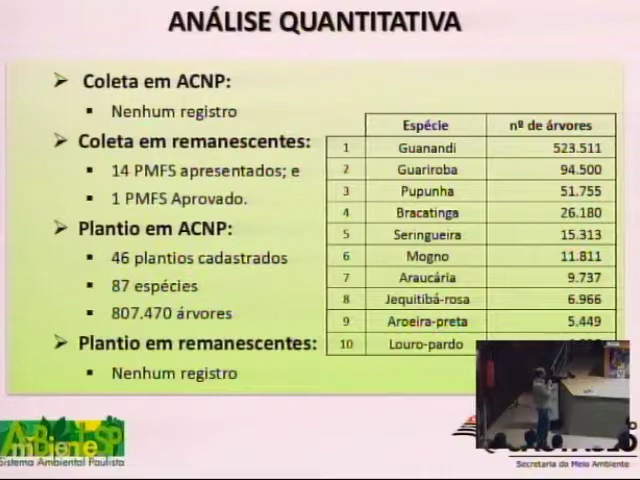 ANÁLISE QUANTITATIVA
Coleta em ACNP:
Nenhum registro
Coleta em remanescentes:
14 PMFS apresentados; e
1 PMFS Aprovado.
Plantio em ACNP:
46 plantios cadastrados
87 espécies
807.470 árvores
Plantio em remanescentes:
Nenhum registro
Espécie nº de árvores
1 Guanandi 523.511
2 Guariroba 94.500
3 Pupunha 51.755
4 Bracatinga 26.180
5 Seringueira 15.313
6 Mogno 11.811
7 Araucária 9.737
8 Jequitibá-rosa 6.966
9 Aroeira-preta 5.449
10 Louro-pardo
AmBieneSP
Sistema Ambiental Paulista
Secretaria do Meio Ambiente